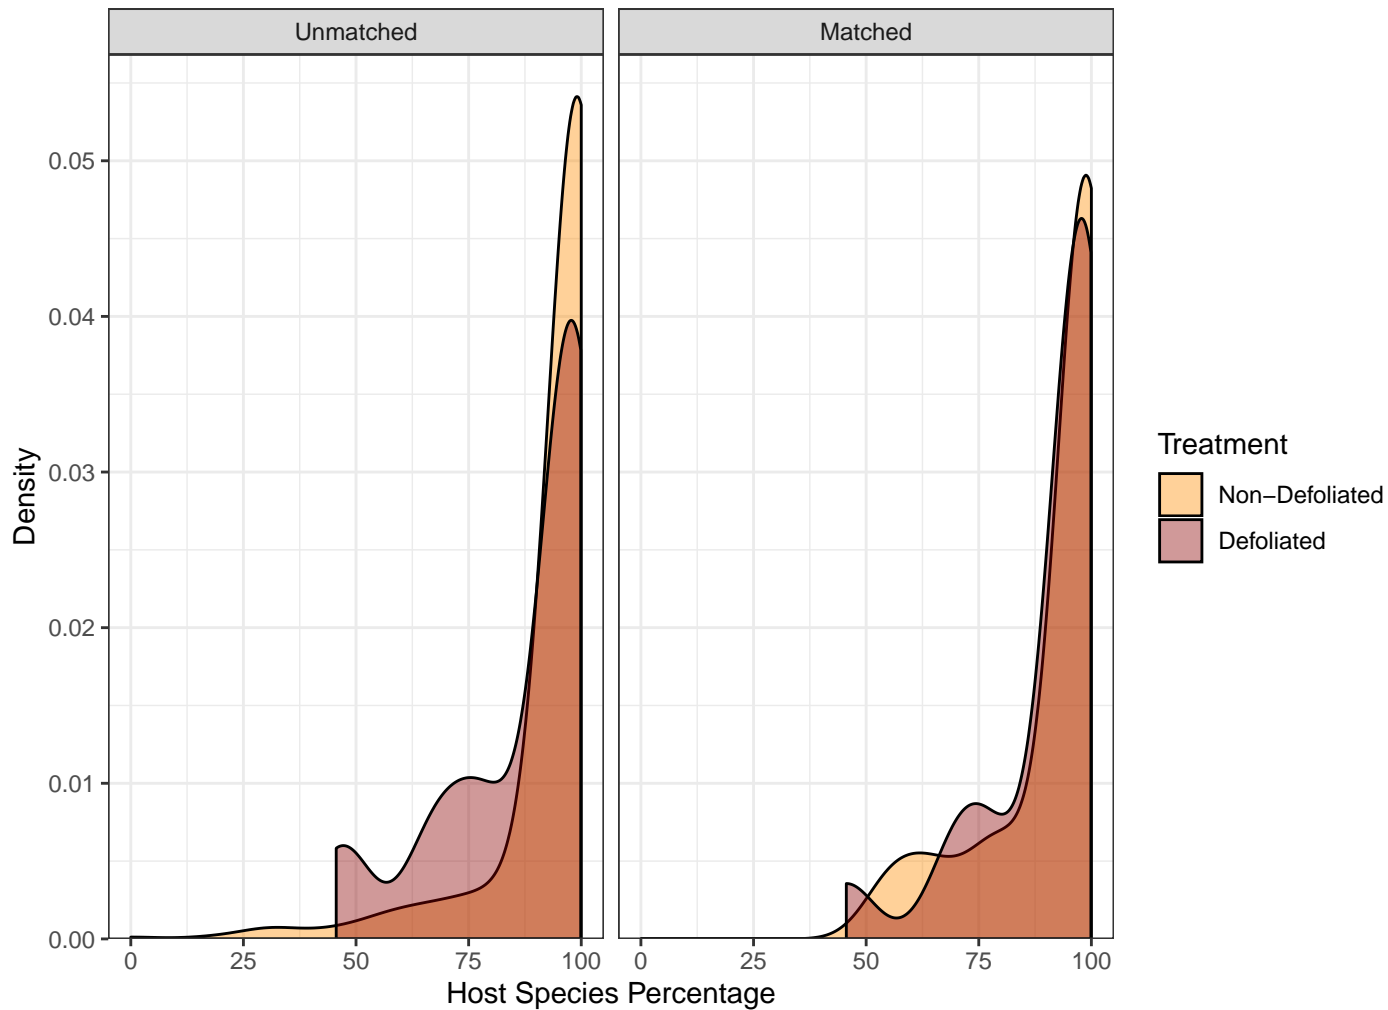 Unmatched
Matched
Density
0.05
0.04
0.03
0.02
0.01
0.00
0 25 50 75 100
0 25 50 75 100
Host Species Percentage
Treatment
Non−Defoliated
Defoliated